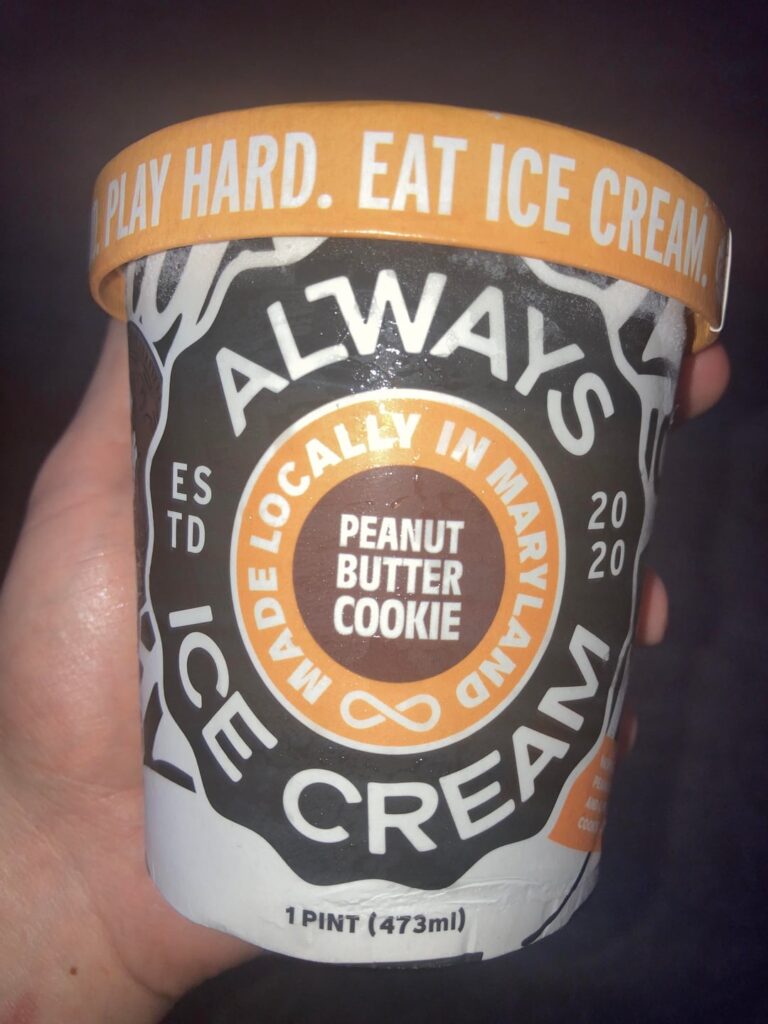 PLAY HARD. EAT ICE CREAM.
ALWAYS
ES
TD
20
20
MADE LOCALLY IN MARYLAND
PEANUT
BUTTER
COOKIE
ICE CREAM
1 PINT (473ml)